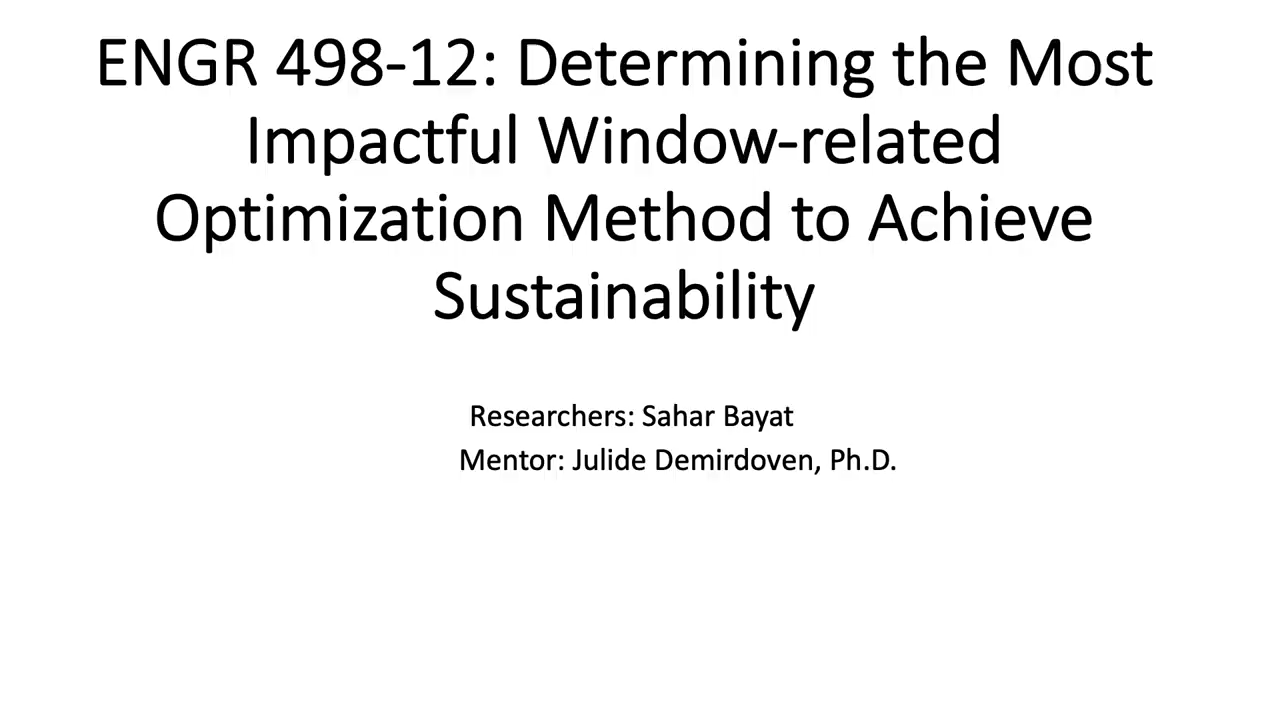 ENGR 498-12: Determining the Most
Impactful Window-related
Optimization Method to Achieve
Sustainability
Researchers: Sahar Bayat
Mentor: Julide Demirdoven, Ph.D.